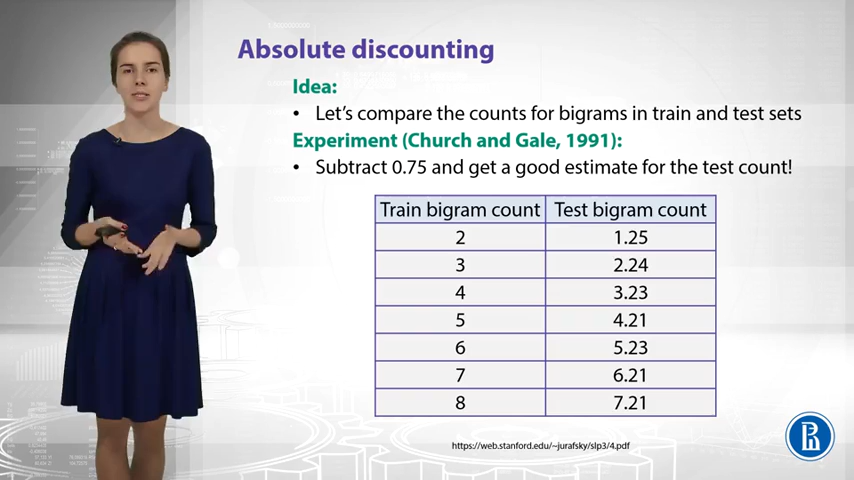 Absolute discounting
Idea:
• Let's compare the counts for bigrams in train and test sets
Experiment (Church and Gale, 1991):
• Subtract 0.75 and get a good estimate for the test count!
Train bigram count Test bigram count
2 1.25
3 2.24
4 3.23
5 4.21
6 5.23
7 6.21
8 7.21
https://web.stanford.edu/~jurafsky/slp3/4.pdf